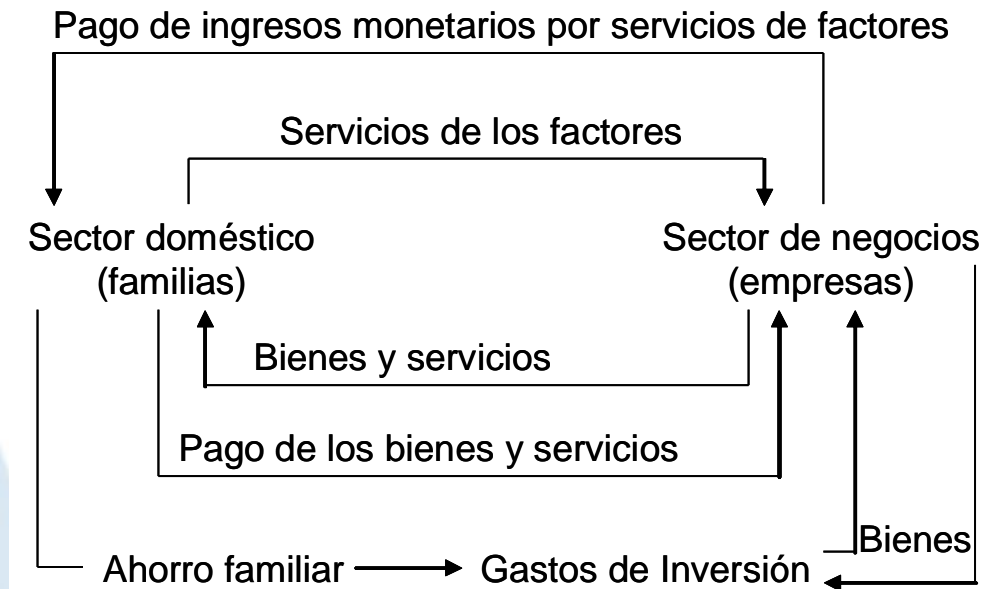 Pago de ingresos monetarios por servicios de factores
Servicios de los factores
Sector doméstico
(familias)
Sector de negocios
(empresas)
Bienes y servicios
Pago de los bienes y servicios
Bienes
Ahorro familiar
Gastos de Inversión